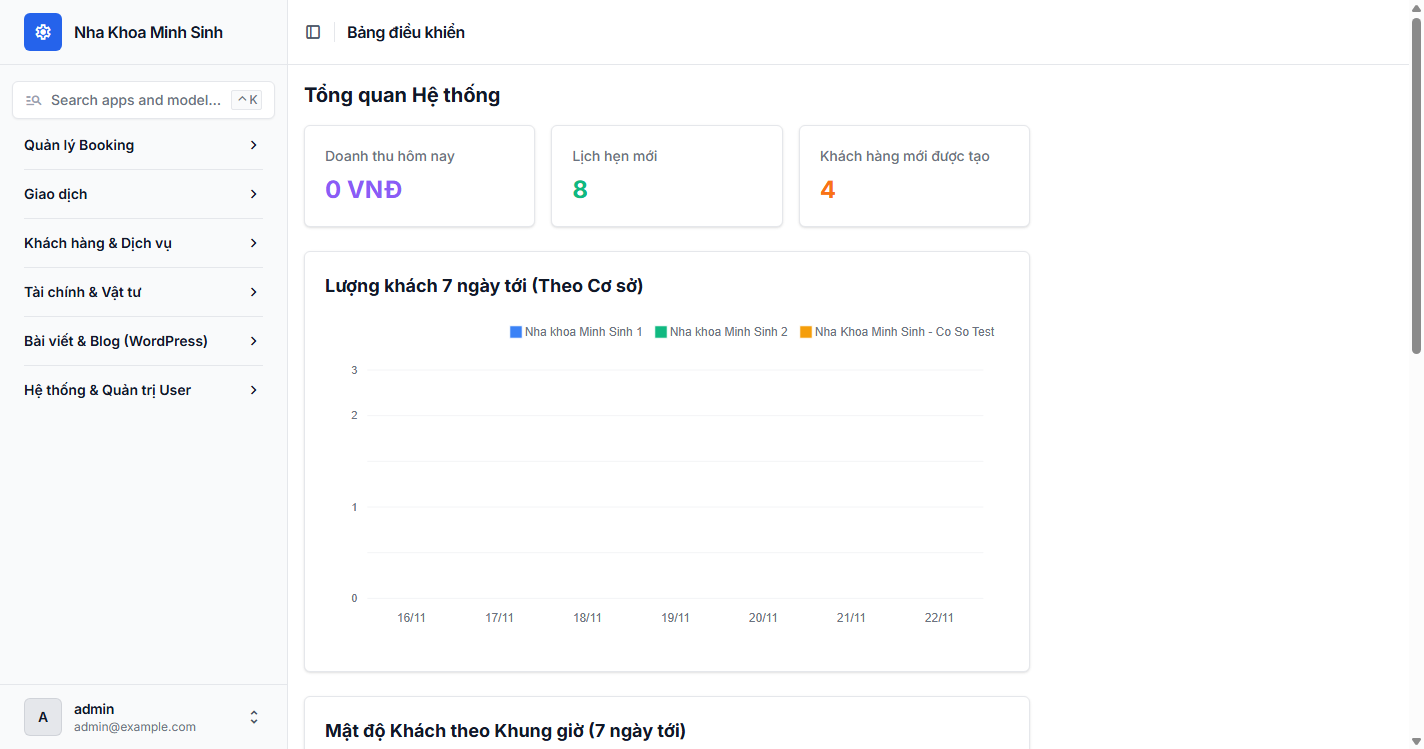 Nha Khoa Minh Sinh
Bảng điều khiển
Search apps and model...
^ K
Quản lý Booking
Giao dịch
Khách hàng & Dịch vụ
Tài chính & Vật tư
Bài viết & Blog (WordPress)
Hệ thống & Quản trị User
A
admin
admin@example.com
Tổng quan Hệ thống
Doanh thu hôm nay
0 VNĐ
Lịch hẹn mới
8
Khách hàng mới được tạo
4
Lượng khách 7 ngày tới (Theo Cơ sở)
Nha khoa Minh Sinh 1 Nha khoa Minh Sinh 2 Nha Khoa Minh Sinh - Co So Test
3
2
1
0
16/11 17/11 18/11 19/11 20/11 21/11 22/11
Mật độ Khách theo Khung giờ (7 ngày tới)